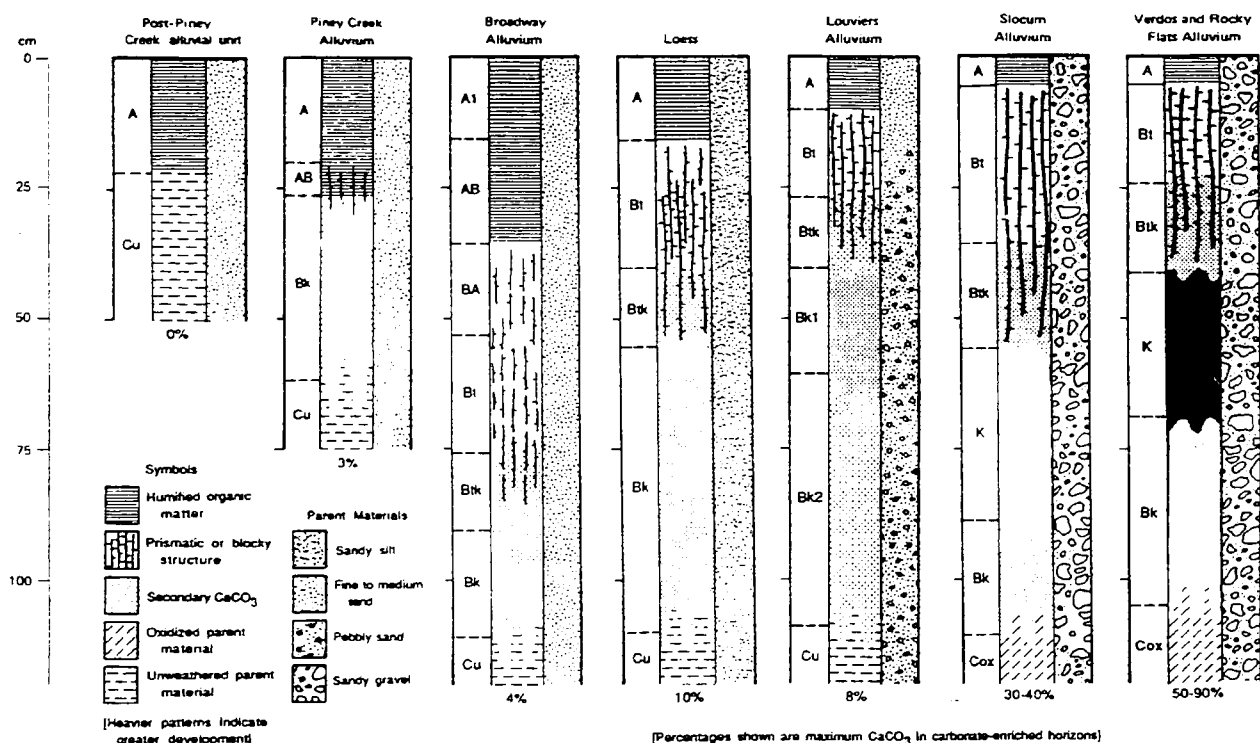 Post-Piney
Creek alluvial unit
Piney Creek
Alluvium
Broadway
Alluvium
Loess
Louviers
Alluvium
Slocum
Alluvium
Verdos and Rocky
Flats Alluvium
cm
0
25
50
75
100
A
Cu
0%
A
AB
Bk
Cu
3%
A1
AB
BA
Bt
Btk
Bk
Cu
4%
A
Bt
Btk
Bk
Cu
10%
A
Bt
Btk
Bk1
Bk2
Cu
8%
A
Bt
Btk
K
Bk
Cox
30-40%
A
Bt
Btk
K
Bk
Cox
50-90%
Symbols
Humified organic
matter
Prismatic or blocky
structure
Secondary CaCO₃
Oxidized parent
material
Unweathered parent
material
[Heavier patterns indicate
greater development]
Parent Materials
Sandy silt
Fine to medium
sand
Pebbly sand
Sandy gravel
[Percentages shown are maximum CaCO₃ in carbonate-enriched horizons]